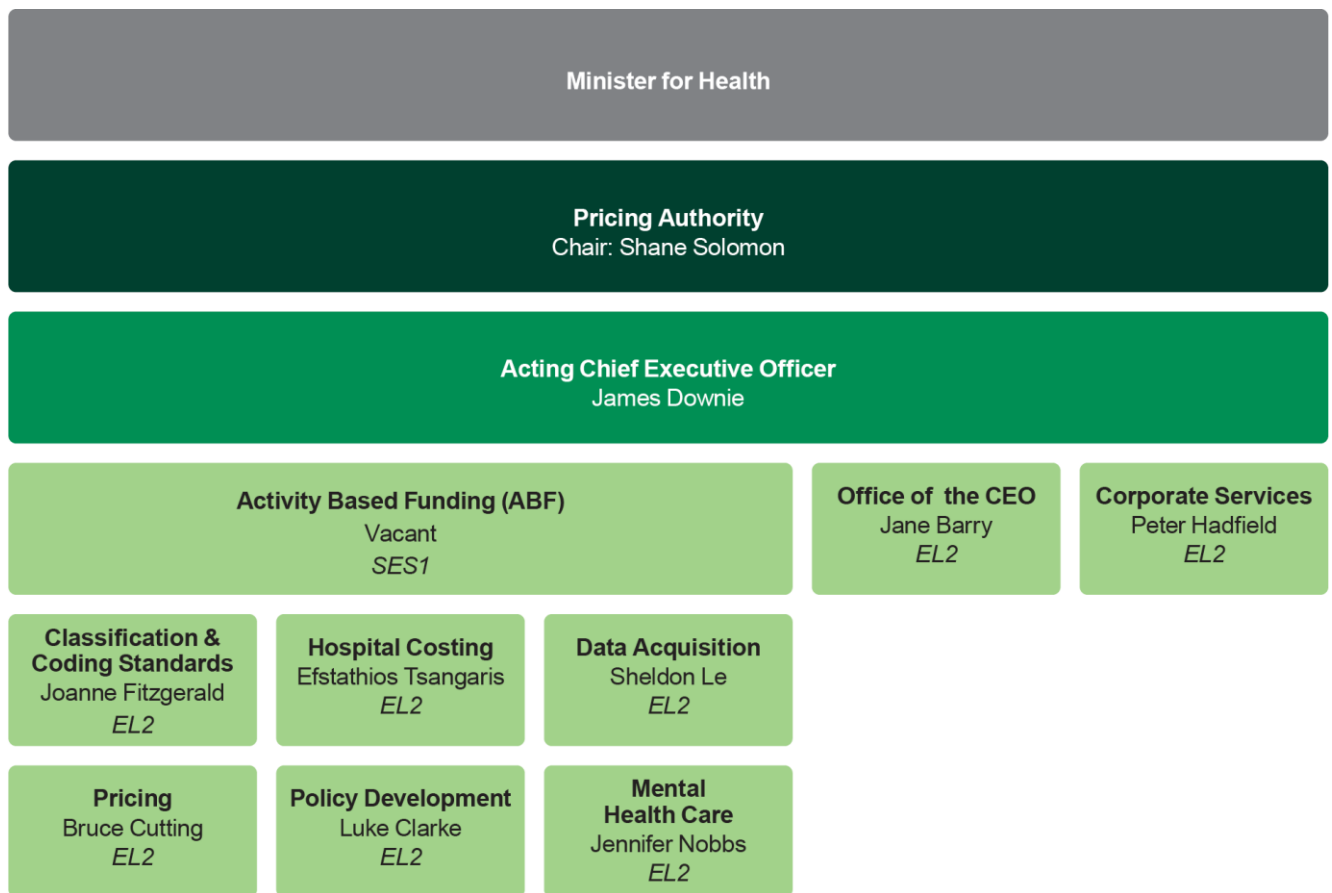 Minister for Health
Pricing Authority
Chair: Shane Solomon
Acting Chief Executive Officer
James Downie
Activity Based Funding (ABF)
Vacant
SES1
Office of the CEO
Jane Barry
EL2
Corporate Services
Peter Hadfield
EL2
Classification &
Coding Standards
Joanne Fitzgerald
EL2
Hospital Costing
Efstathios Tsangaris
EL2
Data Acquisition
Sheldon Le
EL2
Pricing
Bruce Cutting
EL2
Policy Development
Luke Clarke
EL2
Mental
Health Care
Jennifer Nobbs
EL2